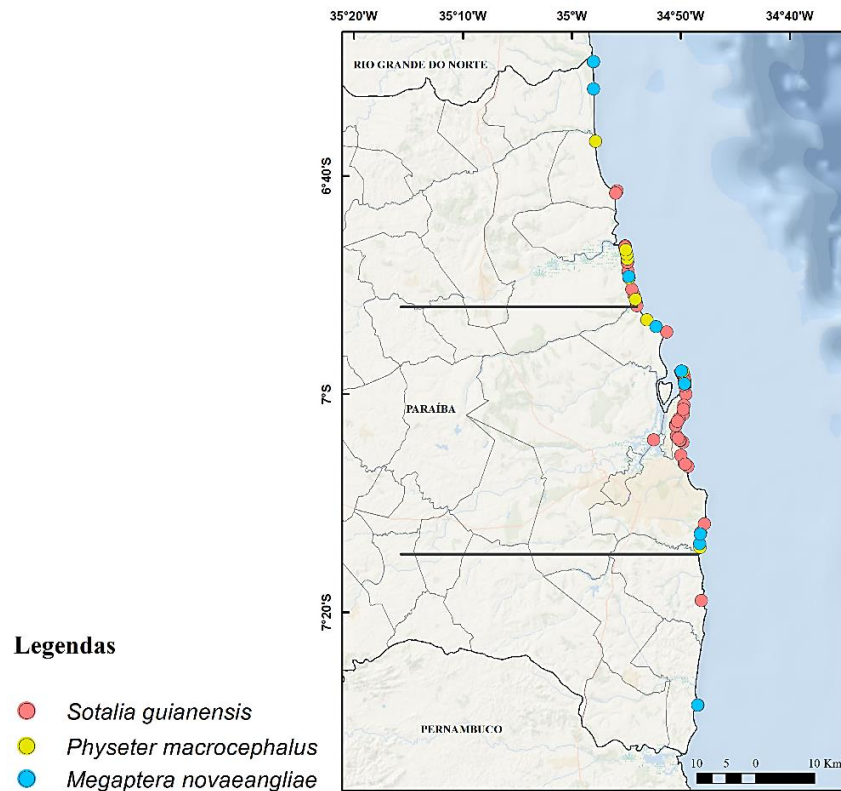 35°20'W 35°10'W 35°W 34°50'W 34°40'W
RIO GRANDE DO NORTE
6°40'S
7°S
PARAÍBA
7°20'S
Legendas
Sotalia guianensis
Physeter macrocephalus
Megaptera novaeangliae
PERNAMBUCO
10 5 0 10 Km